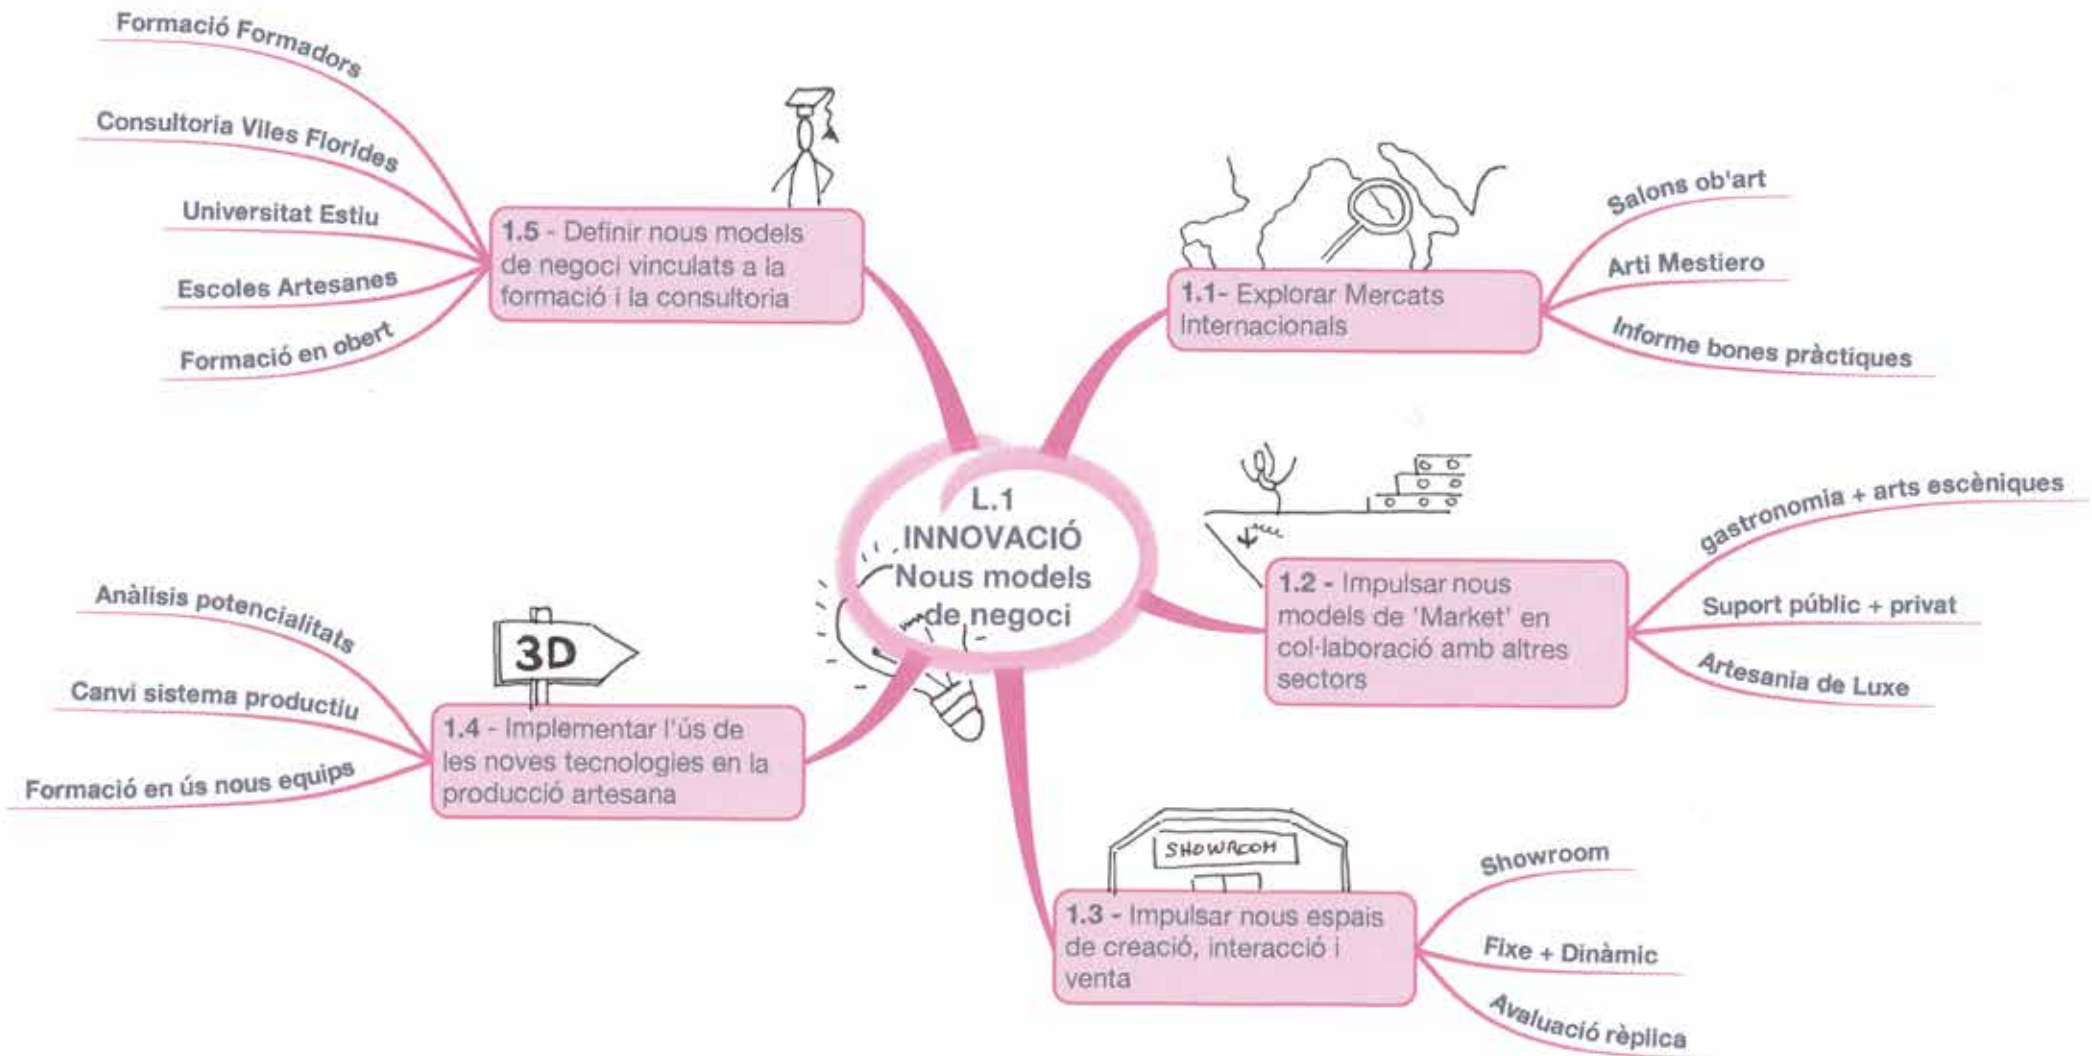 L.1
INNOVACIÓ
Nous models
de negoci
1.1- Explorar Mercats
Internacionals
Salons ob'art
Arti Mestiero
Informe bones pràctiques
1.2 - Impulsar nous
models de 'Market' en
col·laboració amb altres
sectors
gastronomia + arts escèniques
Suport públic + privat
Artesania de Luxe
SHOWROOM
1.3 - Impulsar nous espais
de creació, interacció i
venta
Showroom
Fixe + Dinàmic
Avaluació rèplica
3D
1.4 - Implementar l'ús de
les noves tecnologies en la
producció artesana
Anàlisis potencialitats
Canvi sistema productiu
Formació en ús nous equips
1.5 - Definir nous models
de negoci vinculats a la
formació i la consultoria
Formació Formadors
Consultoria Viles Florides
Universitat Estiu
Escoles Artesanes
Formació en obert